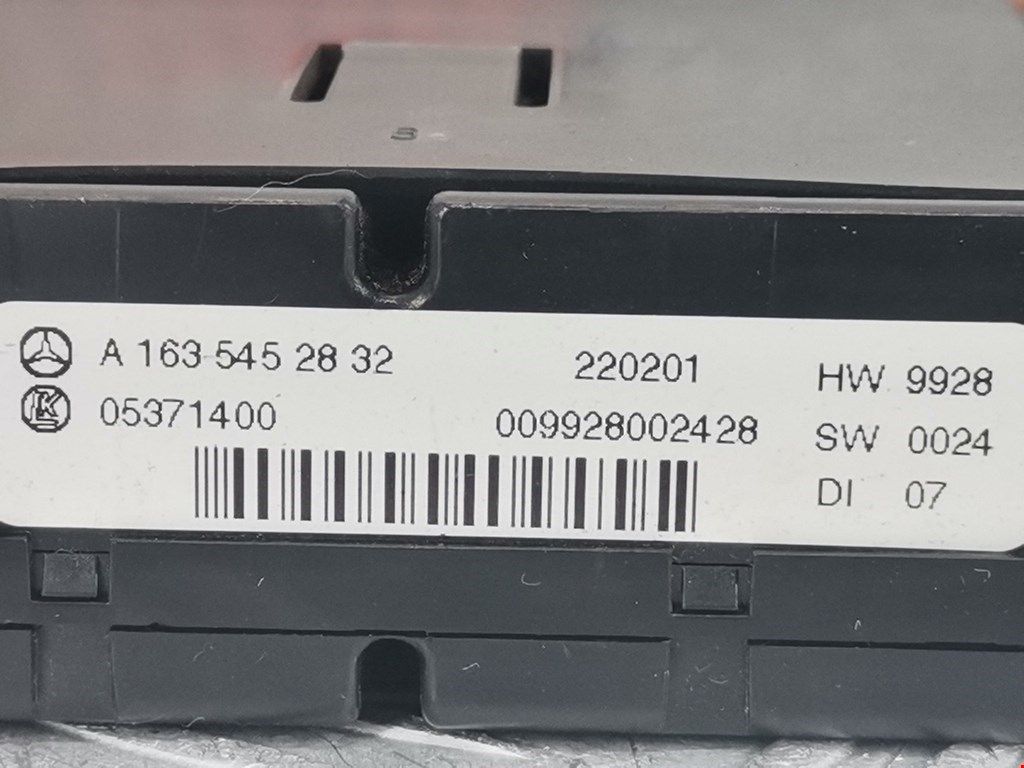 A 163 545 28 32 220201 HW 9928
05371400 009928002428 SW 0024
DI 07